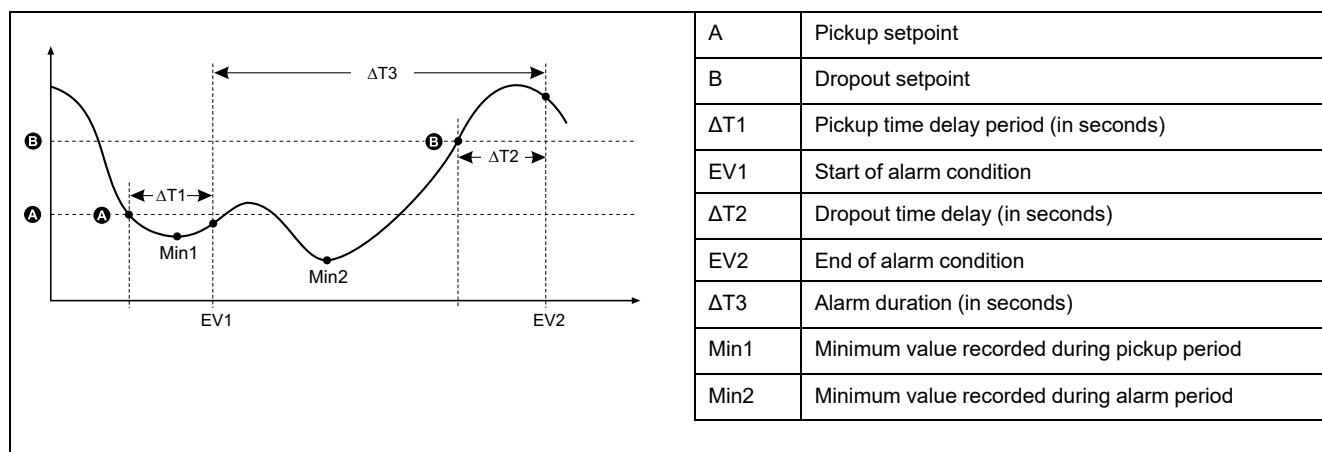 ΔT3
B
B
ΔT2
ΔT1
A
A
Min1
Min2
EV1
EV2
A Pickup setpoint
B Dropout setpoint
ΔT1 Pickup time delay period (in seconds)
EV1 Start of alarm condition
ΔT2 Dropout time delay (in seconds)
EV2 End of alarm condition
ΔT3 Alarm duration (in seconds)
Min1 Minimum value recorded during pickup period
Min2 Minimum value recorded during alarm period